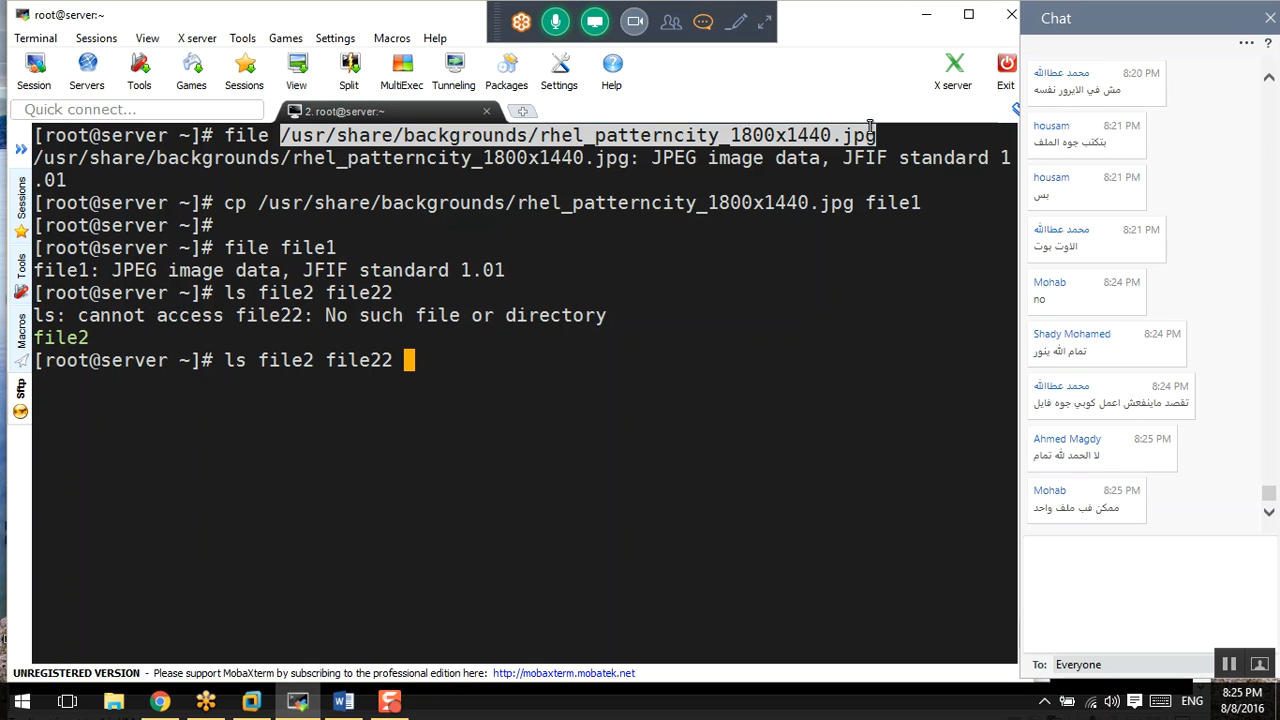 2. root@server:~
Terminal Sessions View X server Tools Games Settings Macros Help
Session Servers Tools Games Sessions View Split MultiExec Tunneling Packages Settings Help X server Exit
Quick connect...
2. root@server:~
[root@server ~]# file /usr/share/backgrounds/rhel_patterncity_1800x1440.jpg
/usr/share/backgrounds/rhel_patterncity_1800x1440.jpg: JPEG image data, JFIF standard 1
.01
[root@server ~]# cp /usr/share/backgrounds/rhel_patterncity_1800x1440.jpg file1
[root@server ~]#
[root@server ~]# file file1
file1: JPEG image data, JFIF standard 1.01
[root@server ~]# ls file2 file22
ls: cannot access file22: No such file or directory
file2
[root@server ~]# ls file2 file22
Sessions
Tools
Macros
Sftp
UNREGISTERED VERSION - Please support MobaXterm by subscribing to the professional edition here: http://mobaxterm.mobatek.net
Chat
... ?
محمد عطاالله 8:20 PM
مش في الايرور نفسه
housam 8:21 PM
بتكتب جوه الملف
housam 8:21 PM
بس
محمد عطاالله 8:21 PM
الاوت بوت
Mohab 8:24 PM
no
Shady Mohamed 8:24 PM
تمام الله ينور
محمد عطاالله 8:24 PM
تقصد ماينفعش اعمل كوبي جوه فايل
Ahmed Magdy 8:25 PM
لا الحمد لله تمام
Mohab 8:25 PM
ممكن فب ملف واحد
To: Everyone
ENG
8:25 PM
8/8/2016